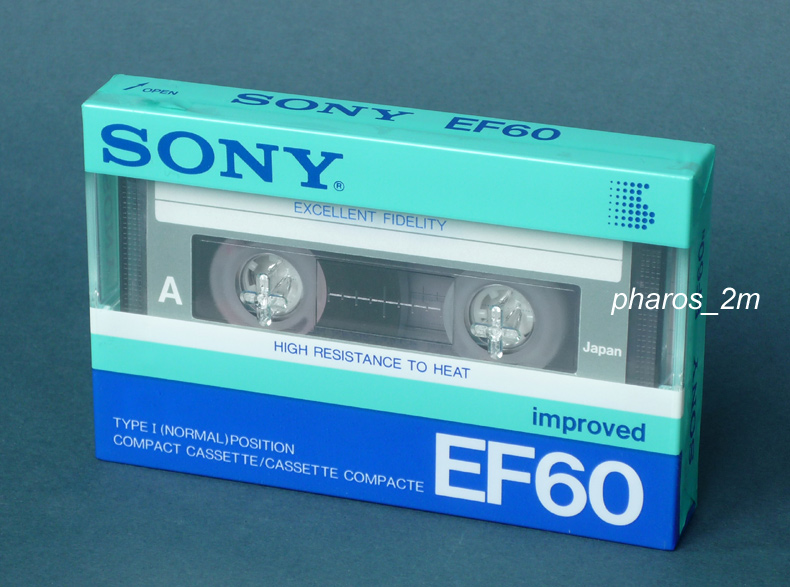 OPEN
SONY EF60
SONY®
EXCELLENT FIDELITY
A
pharos_2m
Japan
HIGH RESISTANCE TO HEAT
improved
TYPE I (NORMAL) POSITION
COMPACT CASSETTE/CASSETTE COMPACTE
EF60
SONY